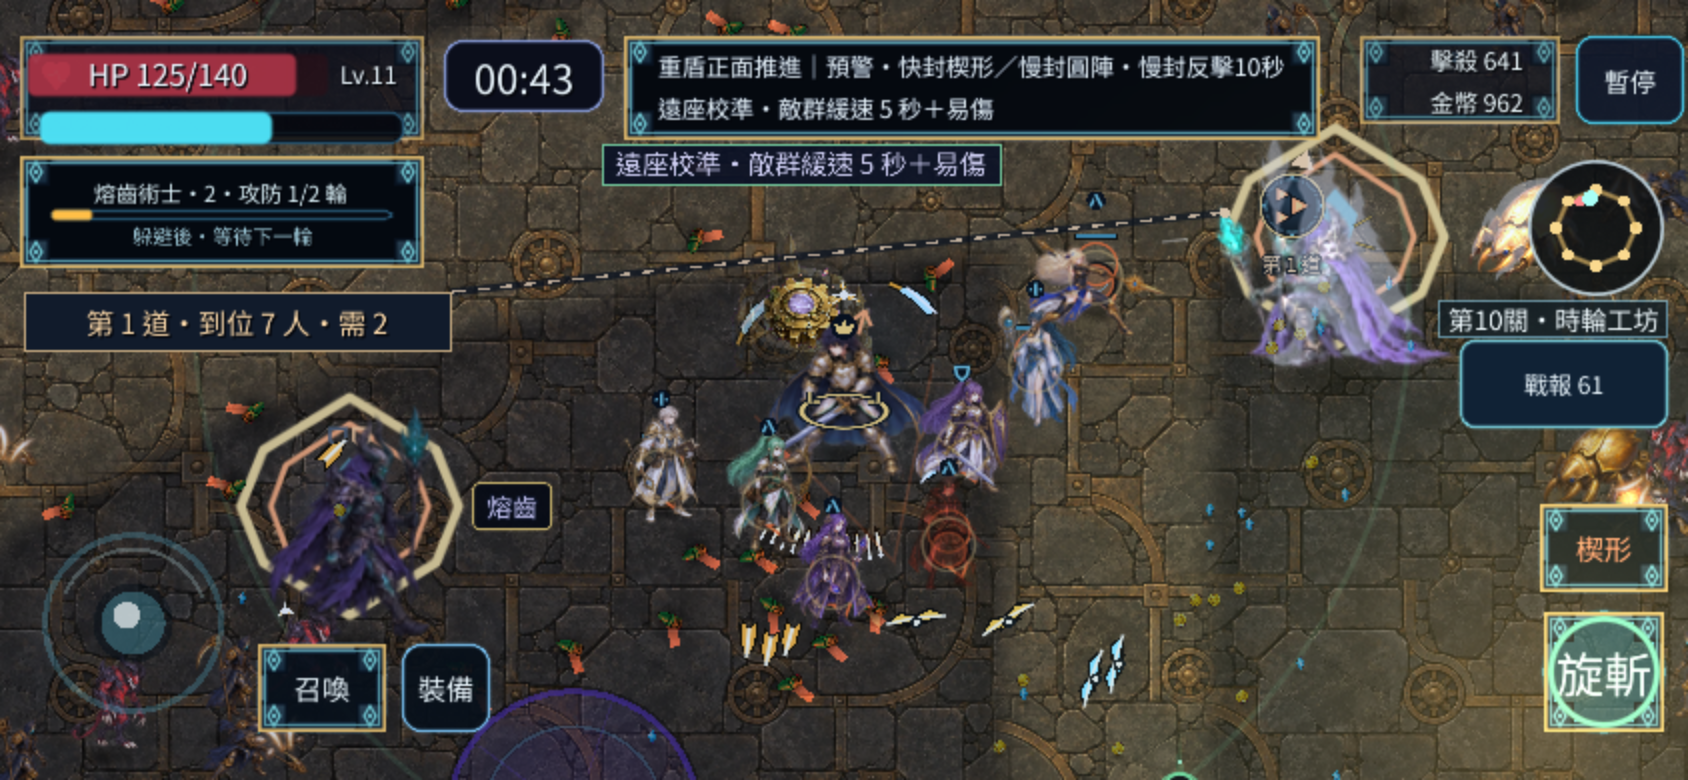 HP 125/140
Lv.11
00:43
重盾正面推進｜預警・快封楔形／慢封圓陣・慢封反擊10秒
遠座校準・敵群緩速 5 秒＋易傷
擊殺 641
金幣 962
暫停
遠座校準・敵群緩速 5 秒＋易傷
熔齒術士・2・攻防 1/2 輪
躲避後・等待下一輪
第 1 道
第 1 道・到位 7 人・需 2
第10關・時輪工坊
戰報 61
熔齒
楔形
召喚
裝備
旋斬